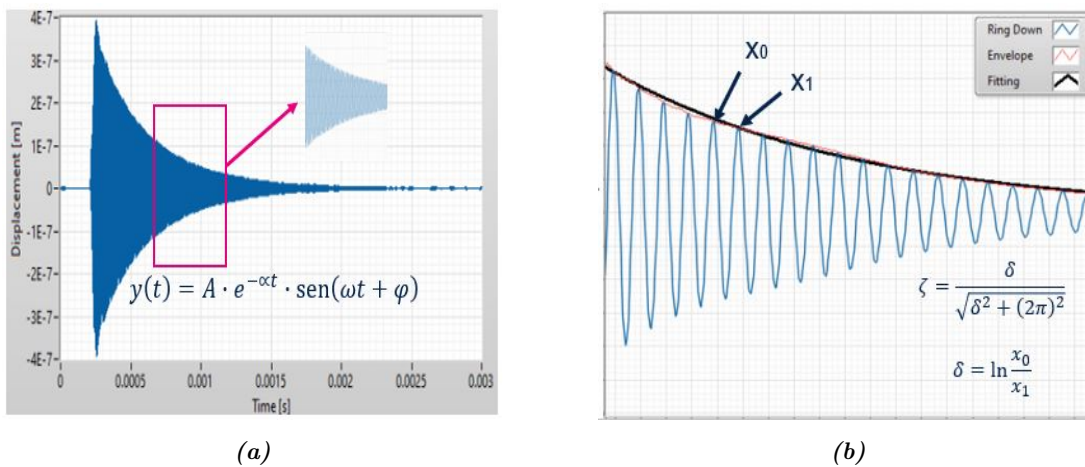 4E-7
3E-7
2E-7
1E-7
0
-1E-7
-2E-7
-3E-7
-4E-7
Displacement [m]
y(t) = A · e^{-∝t} · sen(ωt + φ)
0 0.0005 0.001 0.0015 0.002 0.0025 0.003
Time [s]
(a)
Ring Down
Envelope
Fitting
X0
X1
ζ = δ / √(δ² + (2π)²)
δ = ln x₀ / x₁
(b)